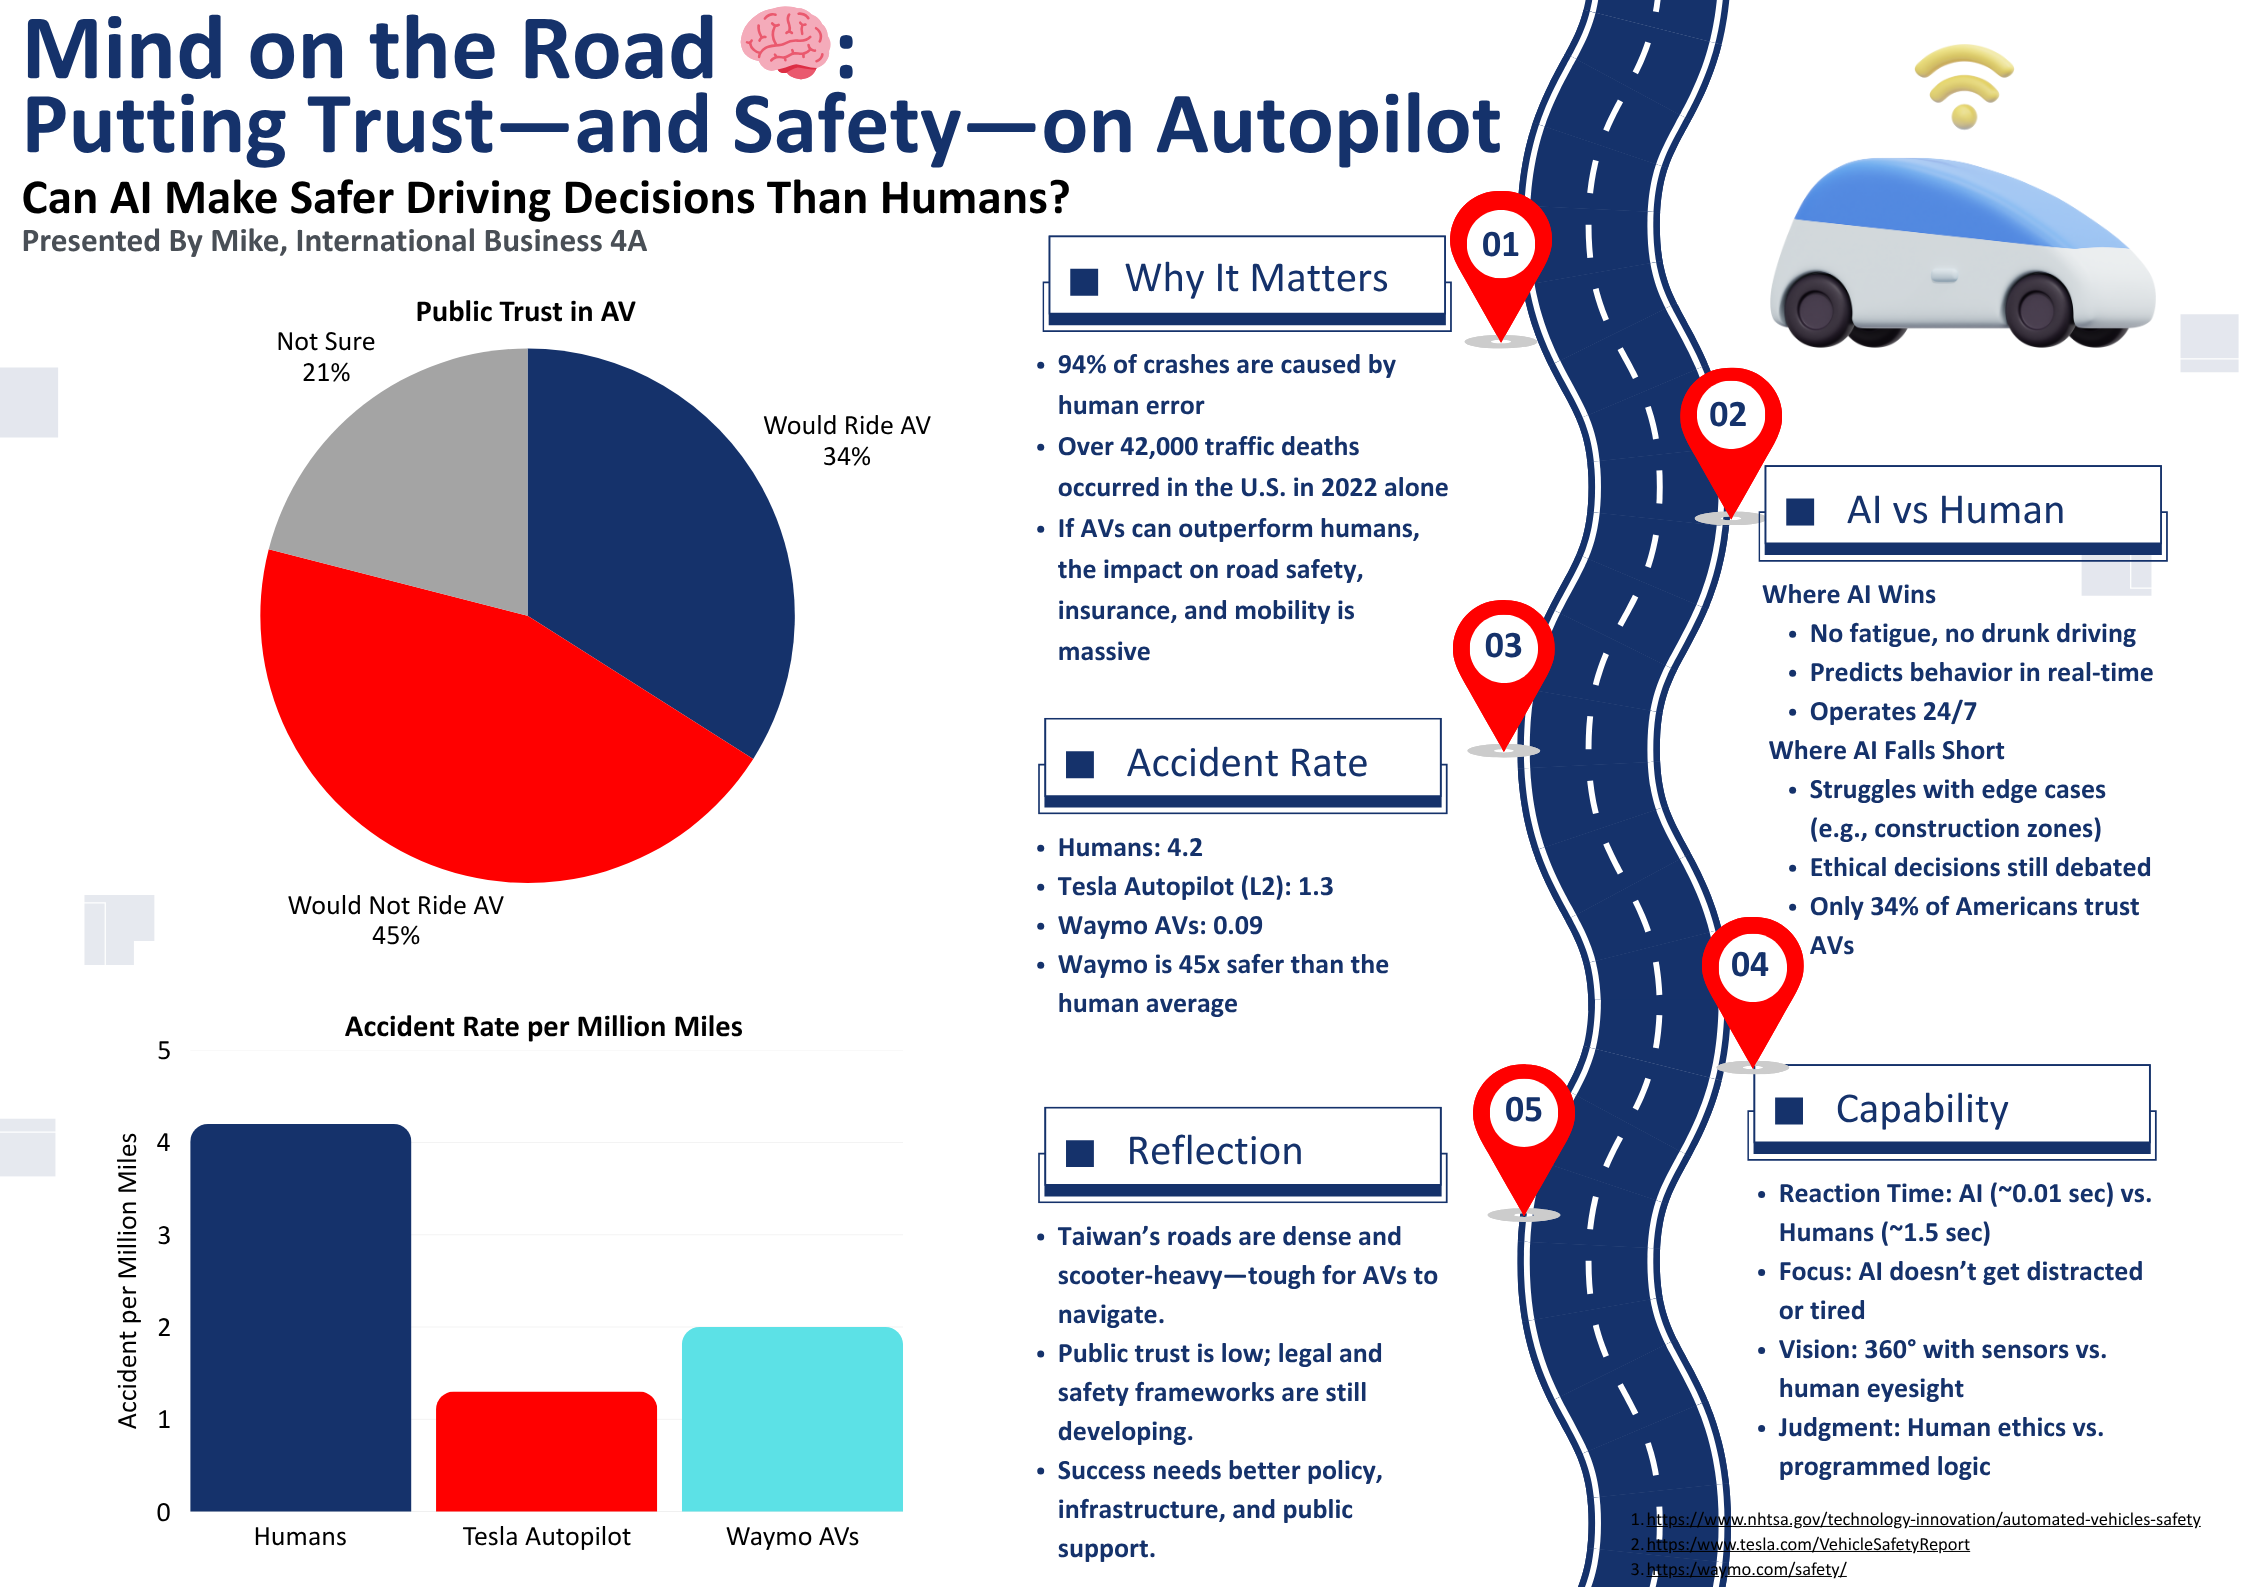 Mind on the Road 🧠:
Putting Trust—and Safety—on Autopilot
Can AI Make Safer Driving Decisions Than Humans?
Presented By Mike, International Business 4A
Public Trust in AV
Not Sure
21%
Would Ride AV
34%
Would Not Ride AV
45%
Accident Rate per Million Miles
Accident per Million Miles
5
4
3
2
1
0
Humans
Tesla Autopilot
Waymo AVs
01
Why It Matters
• 94% of crashes are caused by
human error
• Over 42,000 traffic deaths
occurred in the U.S. in 2022 alone
• If AVs can outperform humans,
the impact on road safety,
insurance, and mobility is
massive
02
AI vs Human
Where AI Wins
• No fatigue, no drunk driving
• Predicts behavior in real-time
• Operates 24/7
Where AI Falls Short
• Struggles with edge cases
(e.g., construction zones)
• Ethical decisions still debated
• Only 34% of Americans trust
AVs
03
Accident Rate
• Humans: 4.2
• Tesla Autopilot (L2): 1.3
• Waymo AVs: 0.09
• Waymo is 45x safer than the
human average
04
Capability
• Reaction Time: AI (~0.01 sec) vs.
Humans (~1.5 sec)
• Focus: AI doesn’t get distracted
or tired
• Vision: 360° with sensors vs.
human eyesight
• Judgment: Human ethics vs.
programmed logic
05
Reflection
• Taiwan’s roads are dense and
scooter-heavy—tough for AVs to
navigate.
• Public trust is low; legal and
safety frameworks are still
developing.
• Success needs better policy,
infrastructure, and public
support.
1. https://www.nhtsa.gov/technology-innovation/automated-vehicles-safety
2. https:/www.tesla.com/VehicleSafetyReport
3. https:/waymo.com/safety/